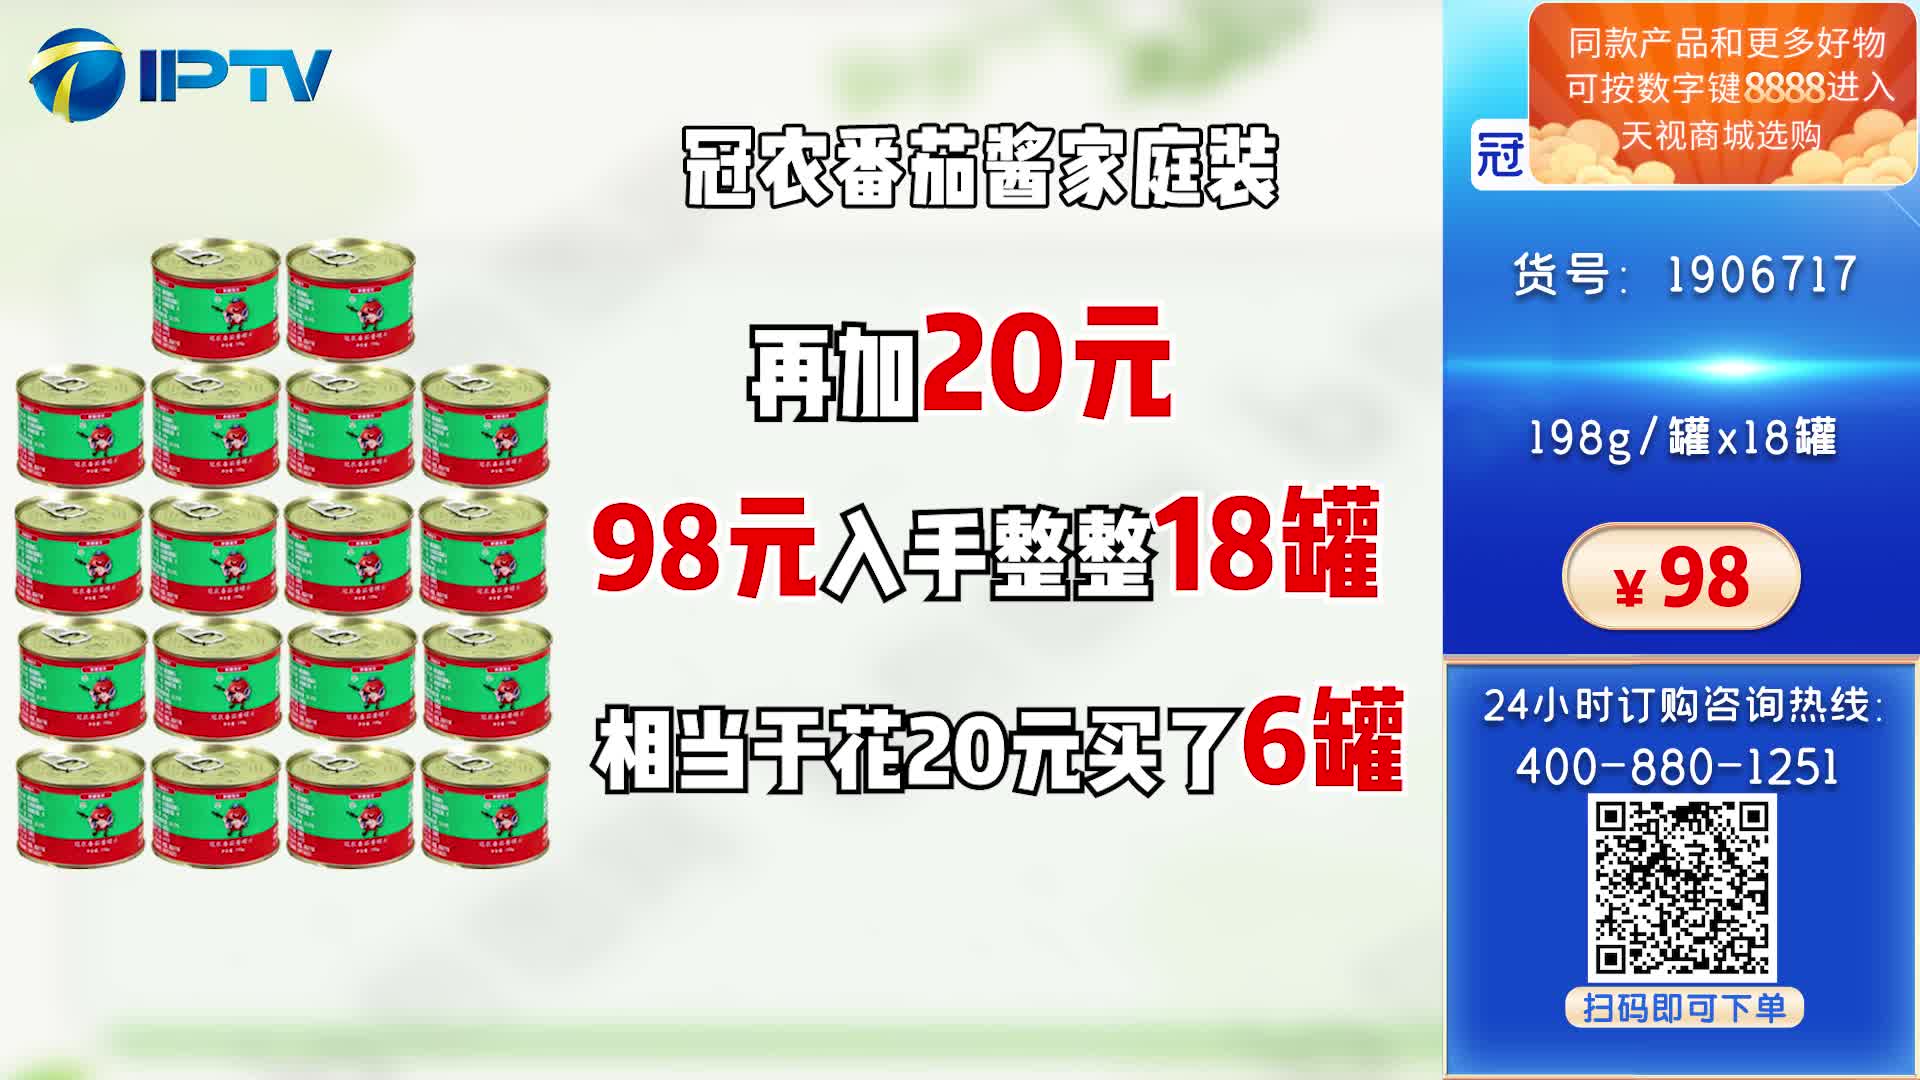 IPTV
冠农番茄酱家庭装
再加20元
98元入手整整18罐
相当于花20元买了6罐
同款产品和更多好物
可按数字键8888进入
天视商城选购
冠
货号：1906717
198g/罐x18罐
¥98
24小时订购咨询热线：
400-880-1251
扫码即可下单